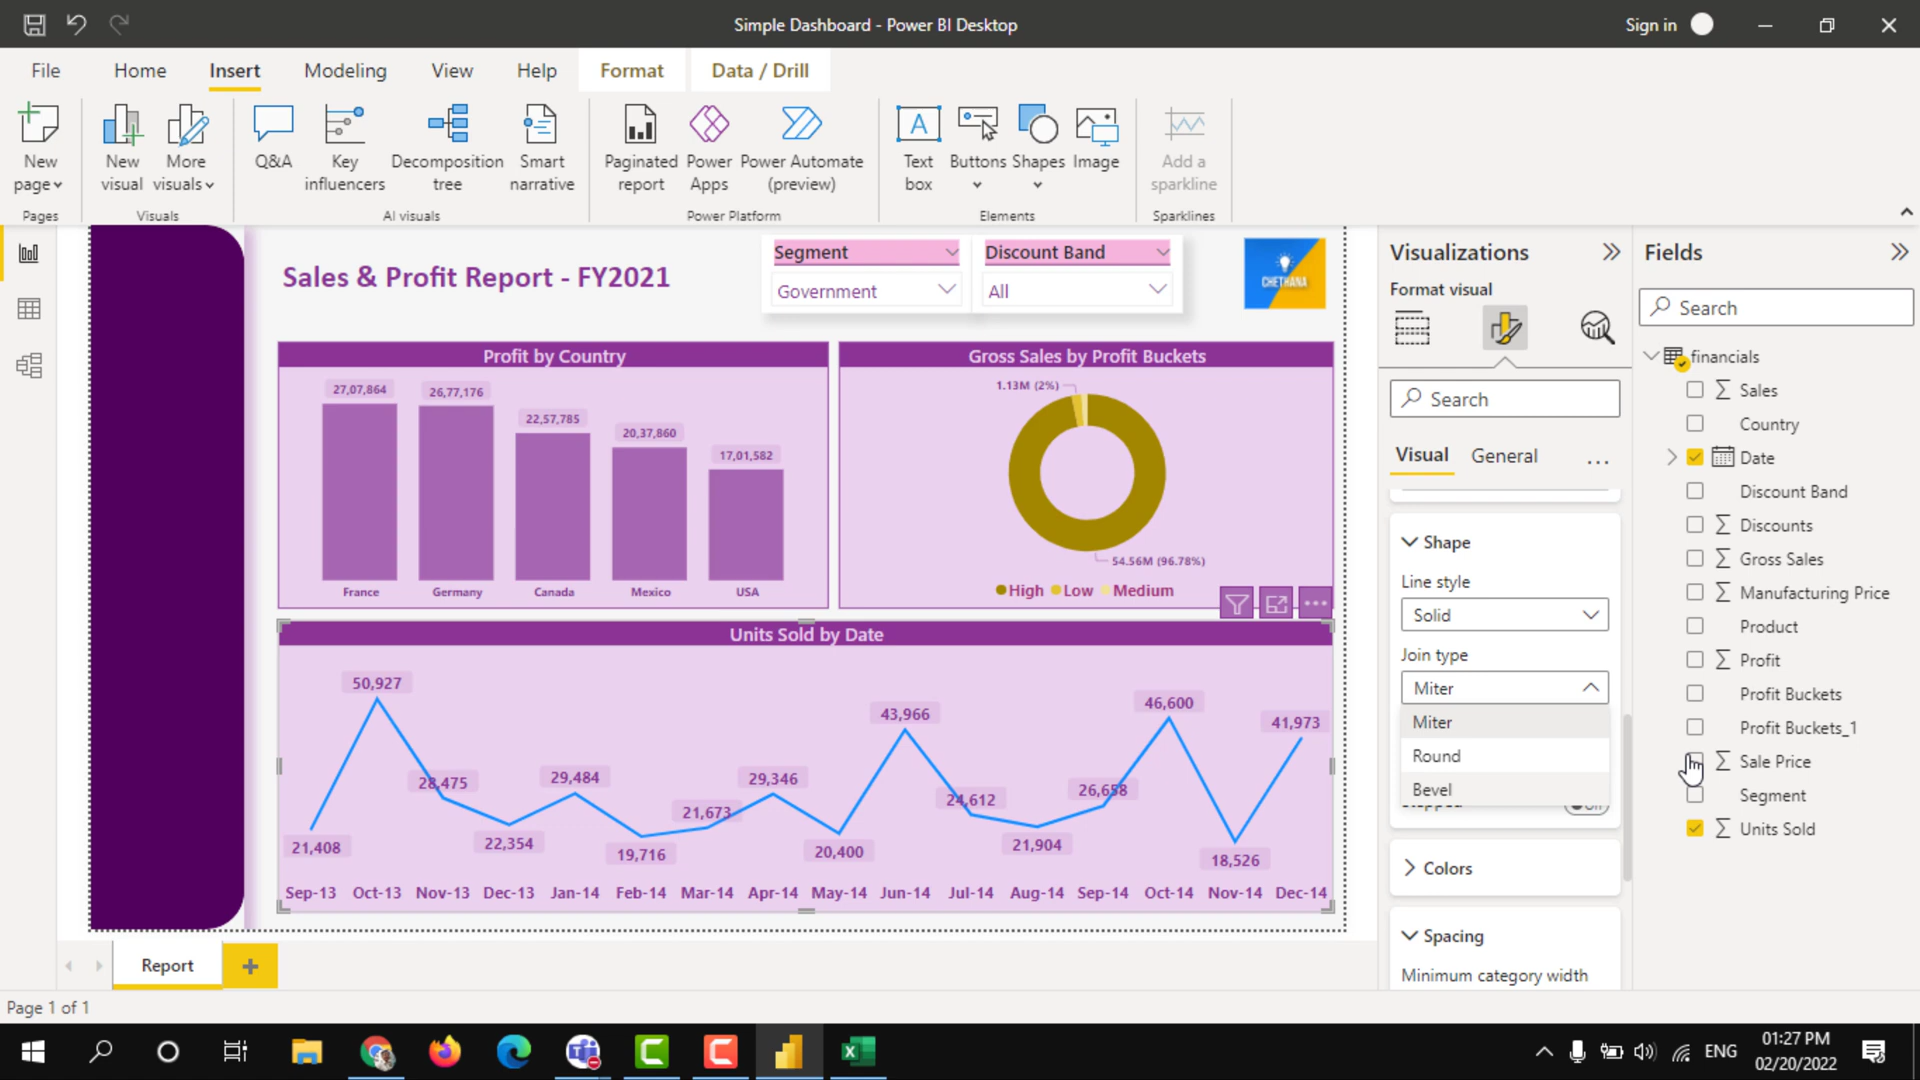 Simple Dashboard - Power BI Desktop
Sign in
File Home Insert Modeling View Help Format Data / Drill
New page
New visual
More visuals
Q&A
Key influencers
Decomposition tree
Smart narrative
Paginated report
Power Apps
Power Automate (preview)
Text box
Buttons
Shapes
Image
Add a sparkline
Pages
Visuals
AI visuals
Power Platform
Elements
Sparklines
Sales & Profit Report - FY2021
Segment
Government
Discount Band
All
CHETHANA
Profit by Country
27,07,864
26,77,176
22,57,785
20,37,860
17,01,582
France Germany Canada Mexico USA
Gross Sales by Profit Buckets
1.13M (2%)
54.56M (96.78%)
High Low Medium
Units Sold by Date
50,927
43,966
46,600
41,973
28,475
29,484
29,346
24,612
26,658
21,673
21,408
22,354
19,716
20,400
21,904
18,526
Sep-13 Oct-13 Nov-13 Dec-13 Jan-14 Feb-14 Mar-14 Apr-14 May-14 Jun-14 Jul-14 Aug-14 Sep-14 Oct-14 Nov-14 Dec-14
Visualizations
Format visual
Search
Visual General ...
Shape
Line style
Solid
Join type
Miter
Miter
Round
Bevel
Colors
Spacing
Minimum category width
Fields
Search
financials
Sales
Country
Date
Discount Band
Discounts
Gross Sales
Manufacturing Price
Product
Profit
Profit Buckets
Profit Buckets_1
Sale Price
Segment
Units Sold
Report
Page 1 of 1
ENG
01:27 PM
02/20/2022